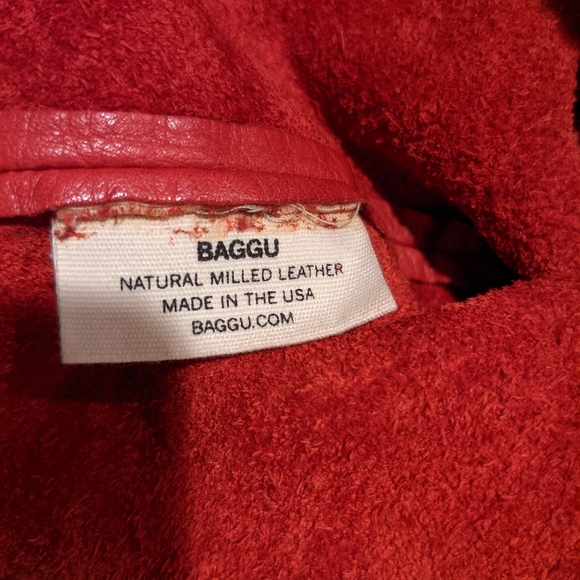 BAGGU
NATURAL MILLED LEATHER
MADE IN THE USA
BAGGU.COM